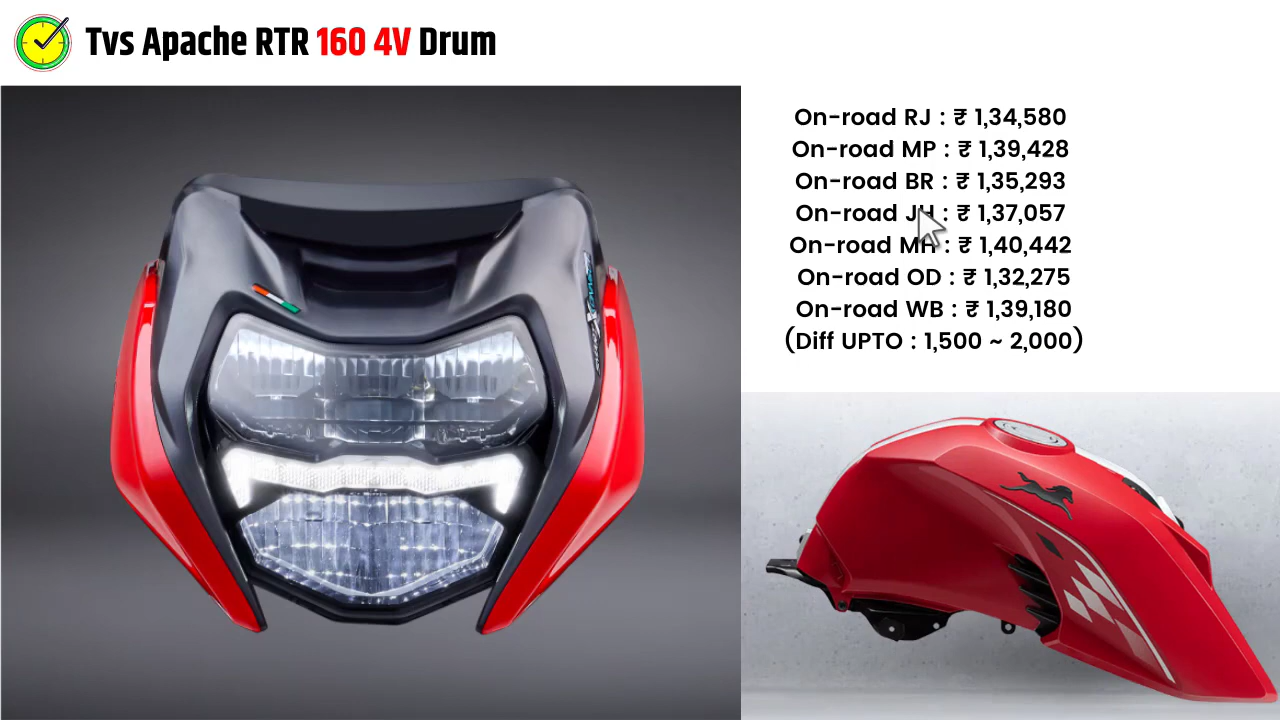 Tvs Apache RTR 160 4V Drum
On-road RJ : ₹ 1,34,580
On-road MP : ₹ 1,39,428
On-road BR : ₹ 1,35,293
On-road JH : ₹ 1,37,057
On-road MH : ₹ 1,40,442
On-road OD : ₹ 1,32,275
On-road WB : ₹ 1,39,180
(Diff UPTO : 1,500 ~ 2,000)